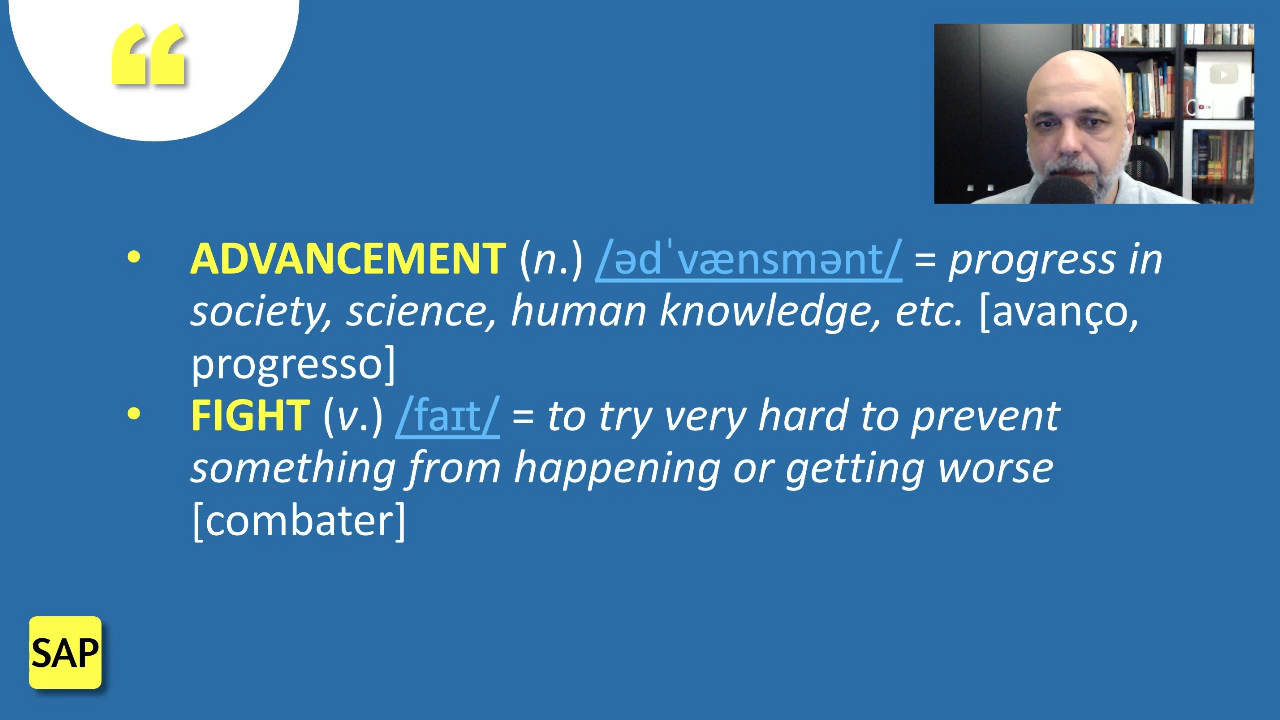 “
• ADVANCEMENT (n.) /ədˈvænsmənt/ = progress in
society, science, human knowledge, etc. [avanço,
progresso]
• FIGHT (v.) /faɪt/ = to try very hard to prevent
something from happening or getting worse
[combater]
SAP